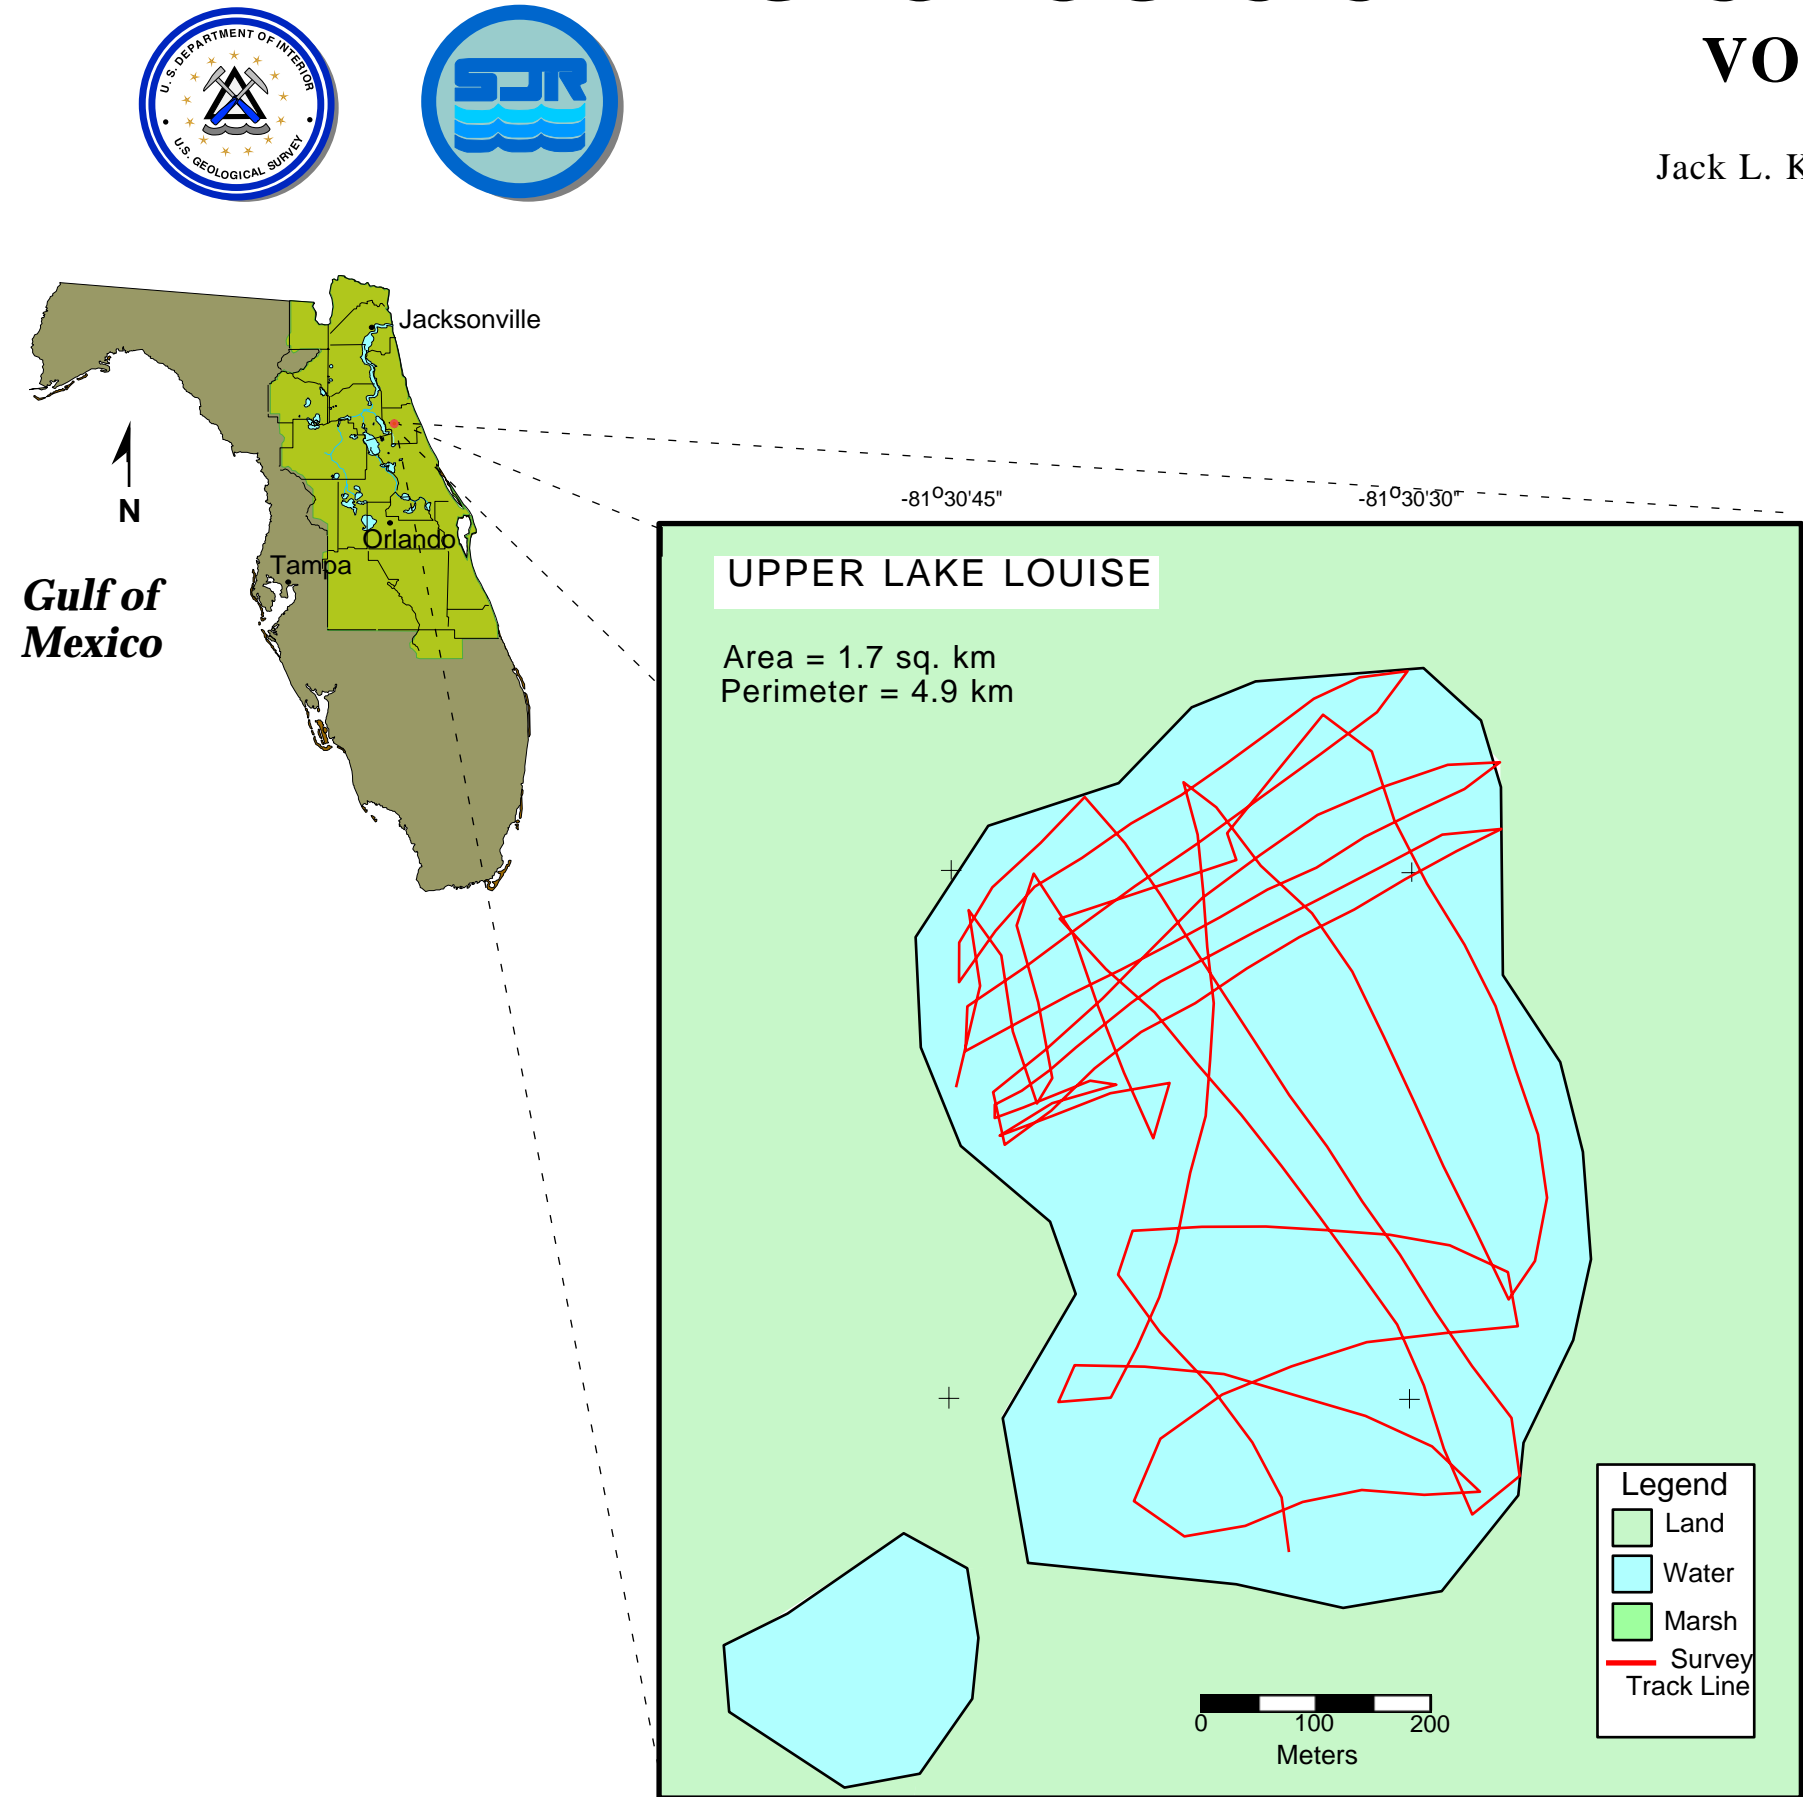 U. S. DEPARTMENT OF INTERIOR
U.S. GEOLOGICAL SURVEY
SJR
VO
Jack L. K
Jacksonville
N
Orlando
Tampa
Gulf of
Mexico
-81°30'45"
-81°30'30"
UPPER LAKE LOUISE
Area = 1.7 sq. km
Perimeter = 4.9 km
Legend
Land
Water
Marsh
Survey
Track Line
0 100 200
Meters